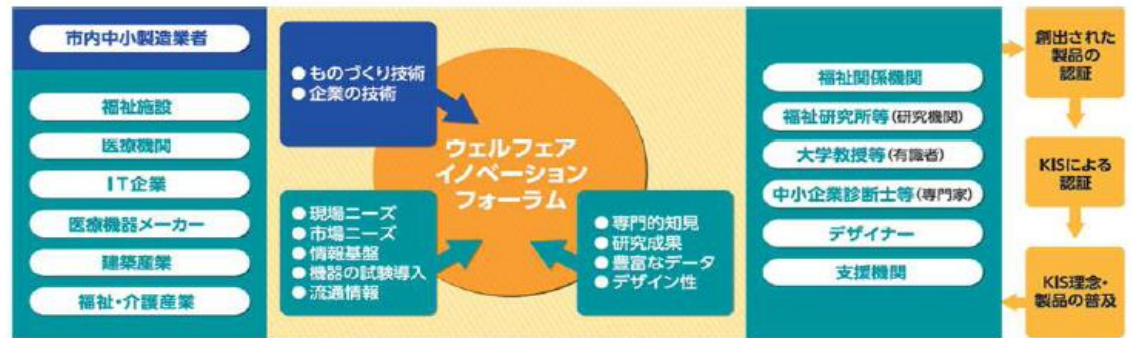 市内中小製造業者
福祉施設
医療機関
IT企業
医療機器メーカー
建築産業
福祉・介護産業
●ものづくり技術
●企業の技術
ウェルフェア
イノベーション
フォーラム
●現場ニーズ
●市場ニーズ
●情報基盤
●機器の試験導入
●流通情報
●専門的知見
●研究成果
●豊富なデータ
●デザイン性
福祉関係機関
福祉研究所等(研究機関)
大学教授等(有識者)
中小企業診断士等(専門家)
デザイナー
支援機関
創出された
製品の
認証
KISによる
認証
KIS理念・
製品の普及